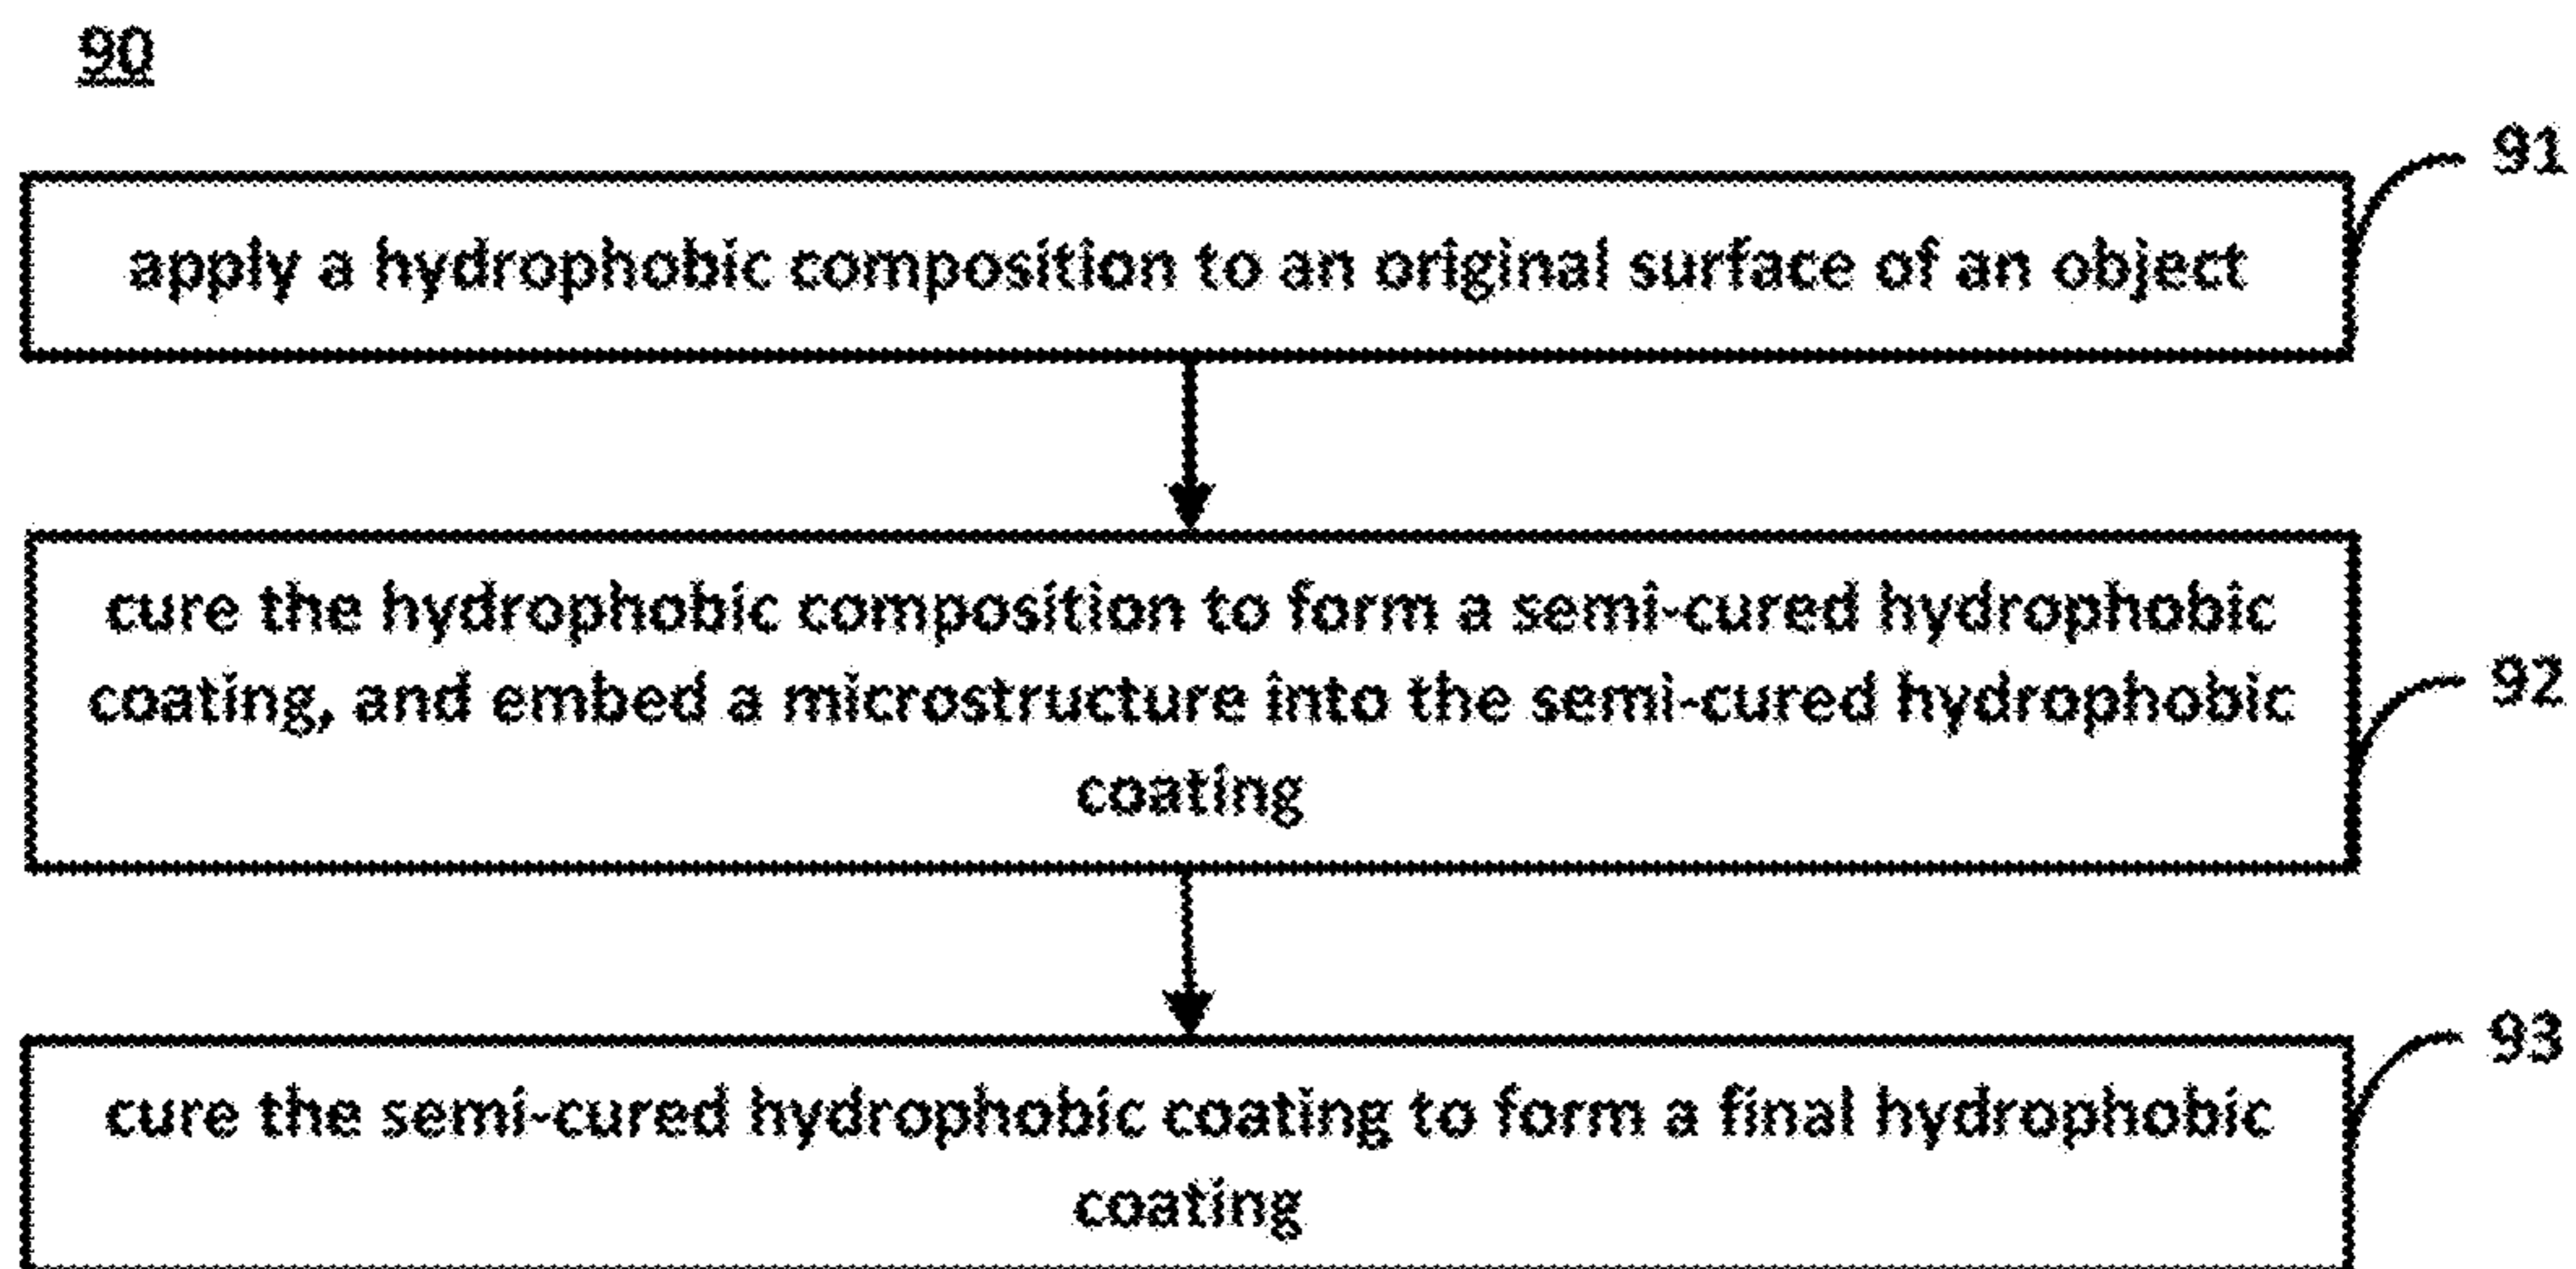 90
91
apply a hydrophobic composition to an original surface of an object
cure the hydrophobic composition to form a semi-cured hydrophobic
coating, and embed a microstructure into the semi-cured hydrophobic
92
coating
93
cure the semi-cured hydrophobic coating to form a final hydrophobic
coating